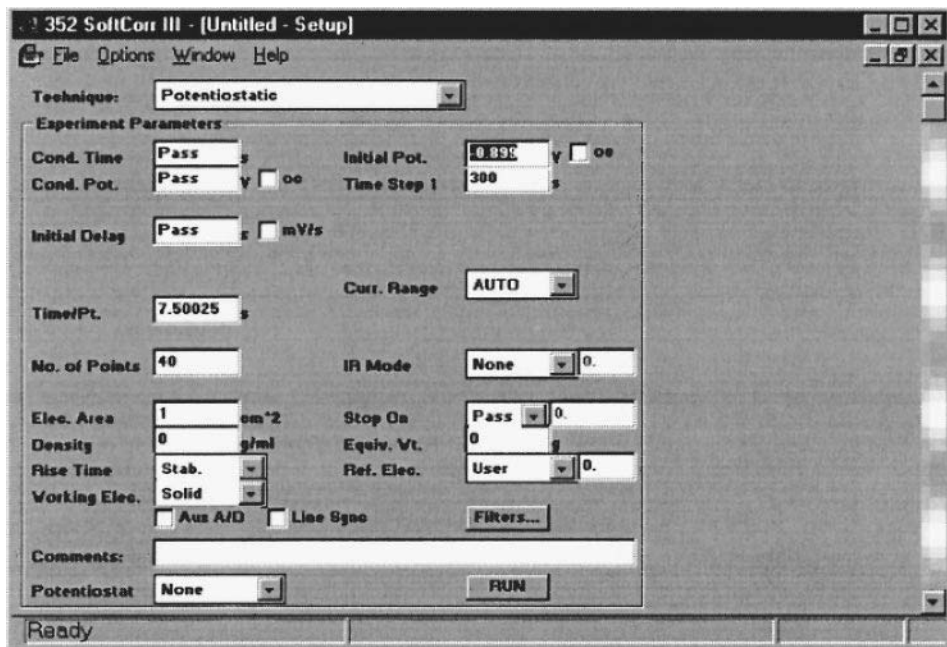 352 SoftCorr III - [Untitled - Setup]
File Options Window Help
Technique: Potentiostatic
Experiment Parameters
Cond. Time Pass s Initial Pot. -0.899 V oc
Cond. Pot. Pass V oc Time Step 1 300 s
Initial Delay Pass s mV/s
Curr. Range AUTO
Time/Pt. 7.50025 s
No. of Points 40 IR Mode None 0.
Elec. Area 1 cm^2 Stop On Pass 0.
Density 0 g/ml Equiv. Wt. 0 g
Rise Time Stab. Ref. Elec. User 0.
Working Elec. Solid
Aux A/D Line Sync Filters...
Comments:
Potentiostat None RUN
Ready